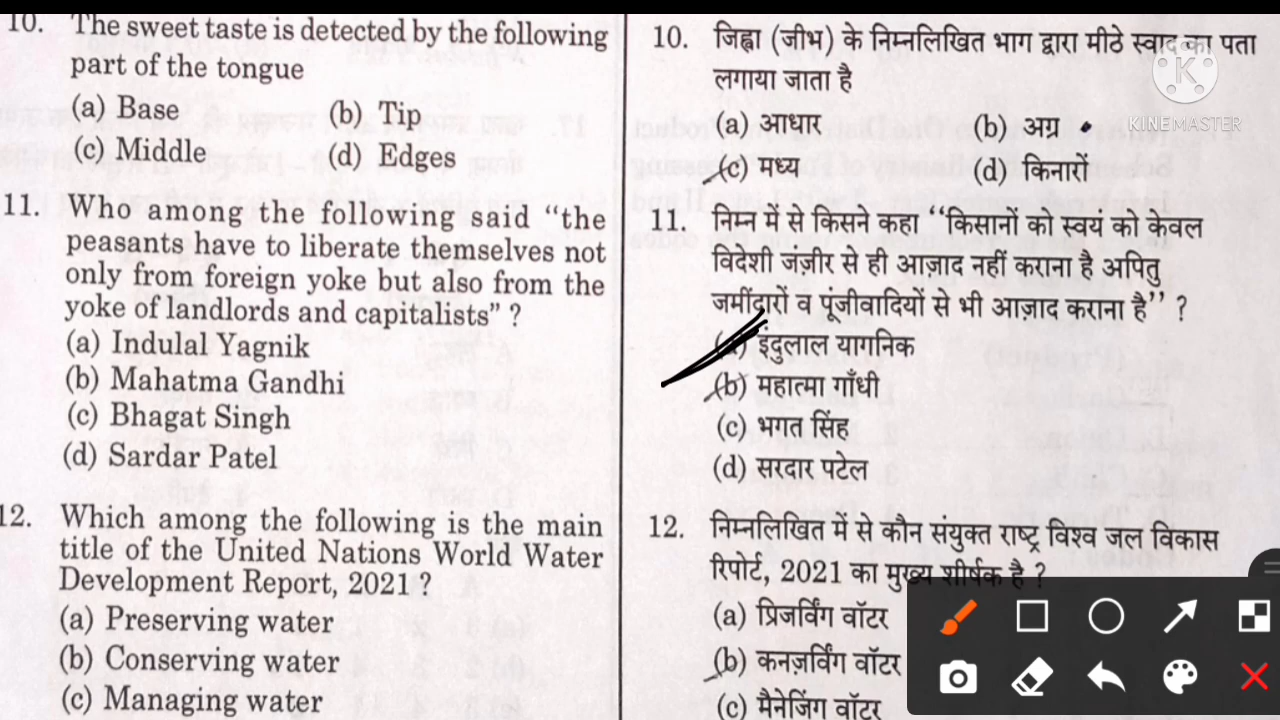 10. The sweet taste is detected by the following
part of the tongue
(a) Base (b) Tip
(c) Middle (d) Edges
11. Who among the following said “the
peasants have to liberate themselves not
only from foreign yoke but also from the
yoke of landlords and capitalists” ?
(a) Indulal Yagnik
(b) Mahatma Gandhi
(c) Bhagat Singh
(d) Sardar Patel
12. Which among the following is the main
title of the United Nations World Water
Development Report, 2021?
(a) Preserving water
(b) Conserving water
(c) Managing water
10. जिह्वा (जीभ) के निम्नलिखित भाग द्वारा मीठे स्वाद का पता
लगाया जाता है
(a) आधार (b) अग्र
(c) मध्य (d) किनारों
11. निम्न में से किसने कहा ‘‘किसानों को स्वयं को केवल
विदेशी जंज़ीर से ही आज़ाद नहीं कराना है अपितु
जमींदारों व पूंजीवादियों से भी आज़ाद कराना है’’ ?
(a) इंदुलाल यागनिक
(b) महात्मा गाँधी
(c) भगत सिंह
(d) सरदार पटेल
12. निम्नलिखित में से कौन संयुक्त राष्ट्र विश्व जल विकास
रिपोर्ट, 2021 का मुख्य शीर्षक है ?
(a) प्रिजर्विंग वॉटर
(b) कनज़र्विंग वॉटर
(c) मैनेजिंग वॉटर
K
KINEMASTER